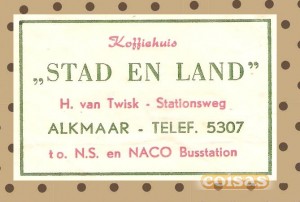 Koffiehuis
„STAD EN LAND”
H. van Twisk - Stationsweg
ALKMAAR - TELEF. 5307
t o. N.S. en NACO Busstation
coisas